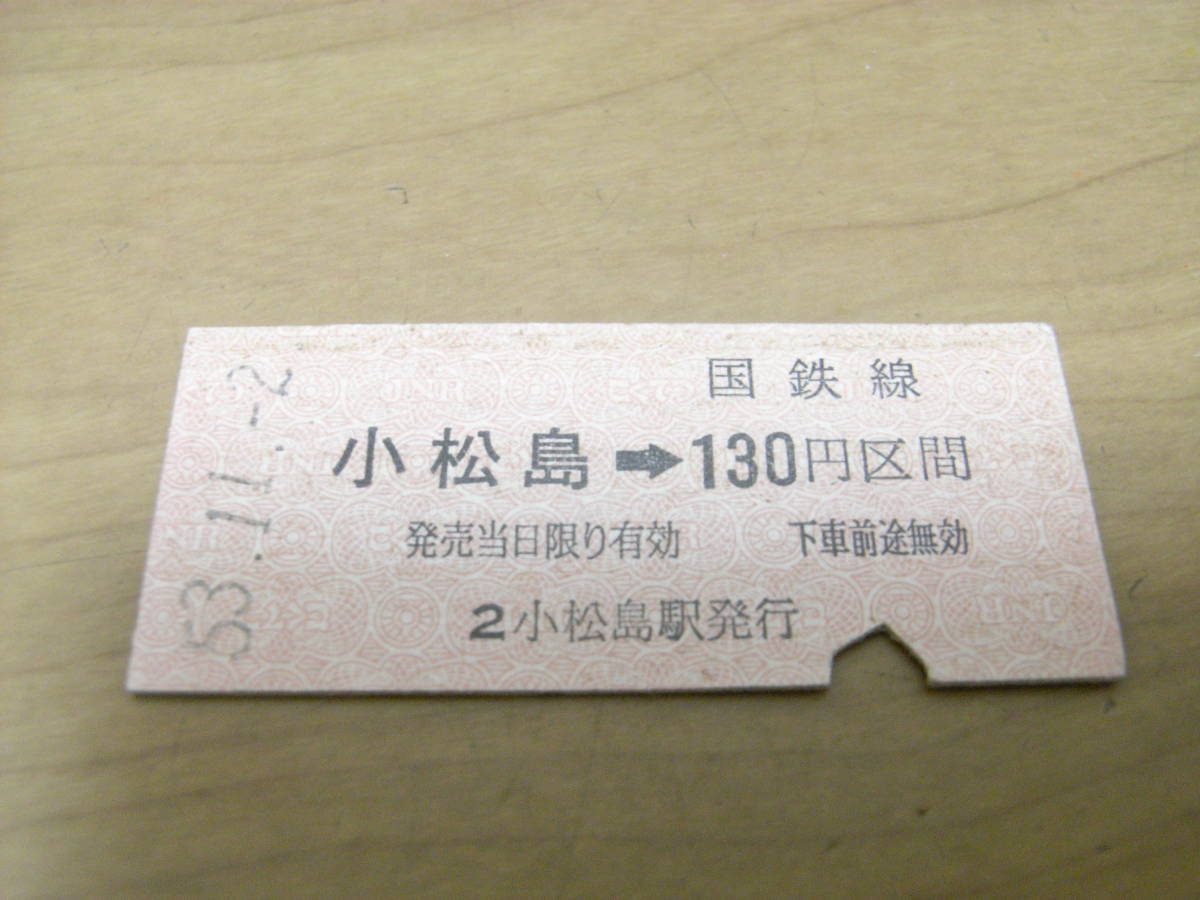 国鉄線
小松島➡130円区間
発売当日限り有効 下車前途無効
2小松島駅発行
53.11.-2